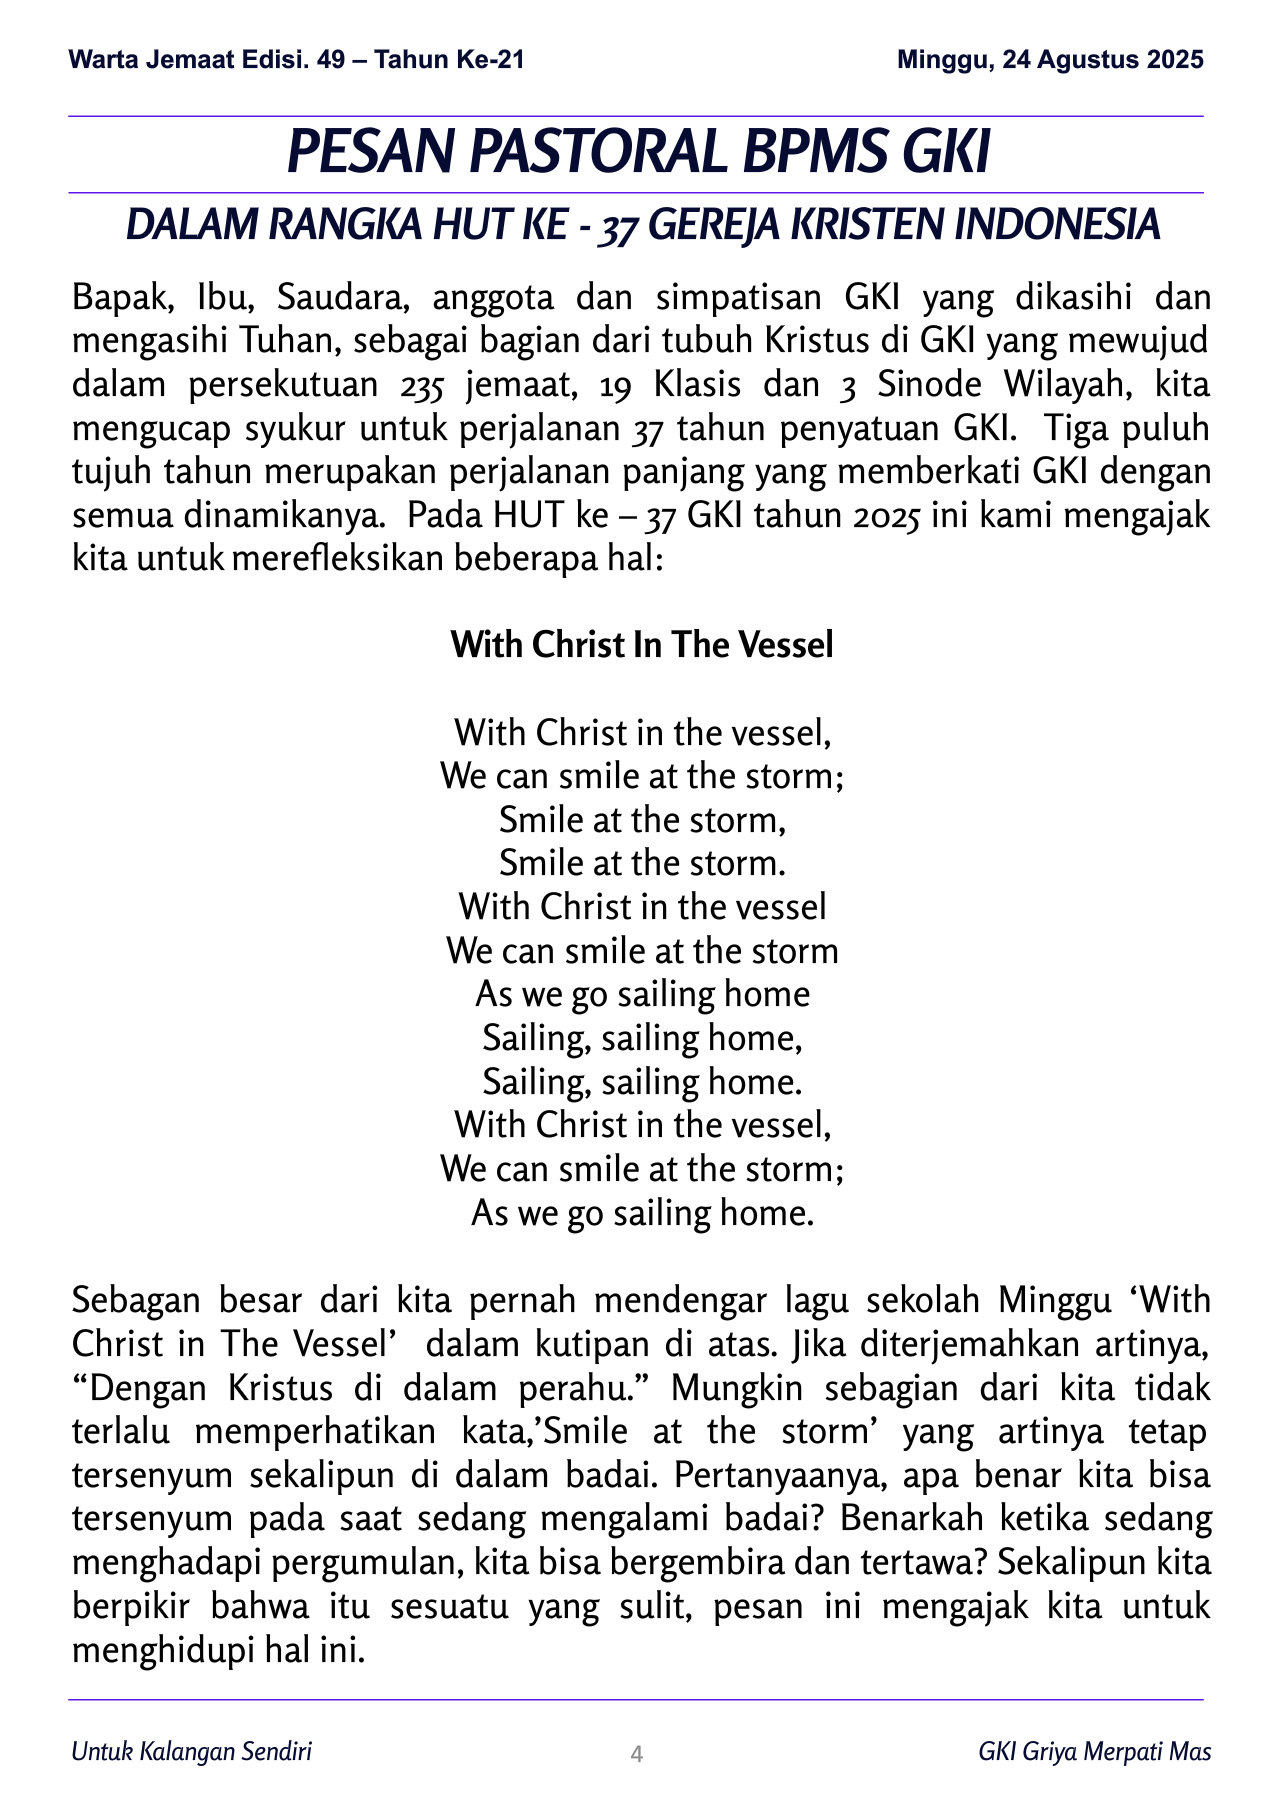 Warta Jemaat Edisi. 49 – Tahun Ke-21 Minggu, 24 Agustus 2025
PESAN PASTORAL BPMS GKI
DALAM RANGKA HUT KE - 37 GEREJA KRISTEN INDONESIA
Bapak, Ibu, Saudara, anggota dan simpatisan GKI yang dikasihi dan
mengasihi Tuhan, sebagai bagian dari tubuh Kristus di GKI yang mewujud
dalam persekutuan 235 jemaat, 19 Klasis dan 3 Sinode Wilayah, kita
mengucap syukur untuk perjalanan 37 tahun penyatuan GKI. Tiga puluh
tujuh tahun merupakan perjalanan panjang yang memberkati GKI dengan
semua dinamikanya. Pada HUT ke – 37 GKI tahun 2025 ini kami mengajak
kita untuk merefleksikan beberapa hal:
With Christ In The Vessel
With Christ in the vessel,
We can smile at the storm;
Smile at the storm,
Smile at the storm.
With Christ in the vessel
We can smile at the storm
As we go sailing home
Sailing, sailing home,
Sailing, sailing home.
With Christ in the vessel,
We can smile at the storm;
As we go sailing home.
Sebagan besar dari kita pernah mendengar lagu sekolah Minggu ‘With
Christ in The Vessel’ dalam kutipan di atas. Jika diterjemahkan artinya,
“Dengan Kristus di dalam perahu.” Mungkin sebagian dari kita tidak
terlalu memperhatikan kata,’Smile at the storm’ yang artinya tetap
tersenyum sekalipun di dalam badai. Pertanyaanya, apa benar kita bisa
tersenyum pada saat sedang mengalami badai? Benarkah ketika sedang
menghadapi pergumulan, kita bisa bergembira dan tertawa? Sekalipun kita
berpikir bahwa itu sesuatu yang sulit, pesan ini mengajak kita untuk
menghidupi hal ini.
Untuk Kalangan Sendiri 4 GKI Griya Merpati Mas